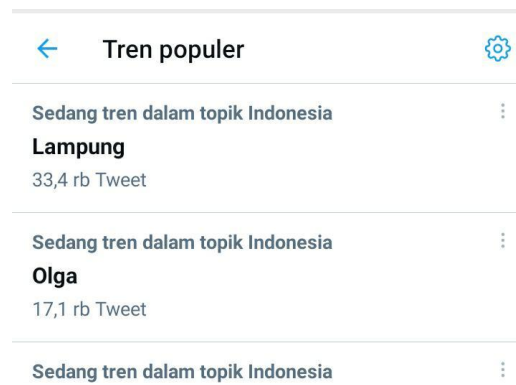 Tren populer
Sedang tren dalam topik Indonesia
Lampung
33,4 rb Tweet
Sedang tren dalam topik Indonesia
Olga
17,1 rb Tweet
Sedang tren dalam topik Indonesia